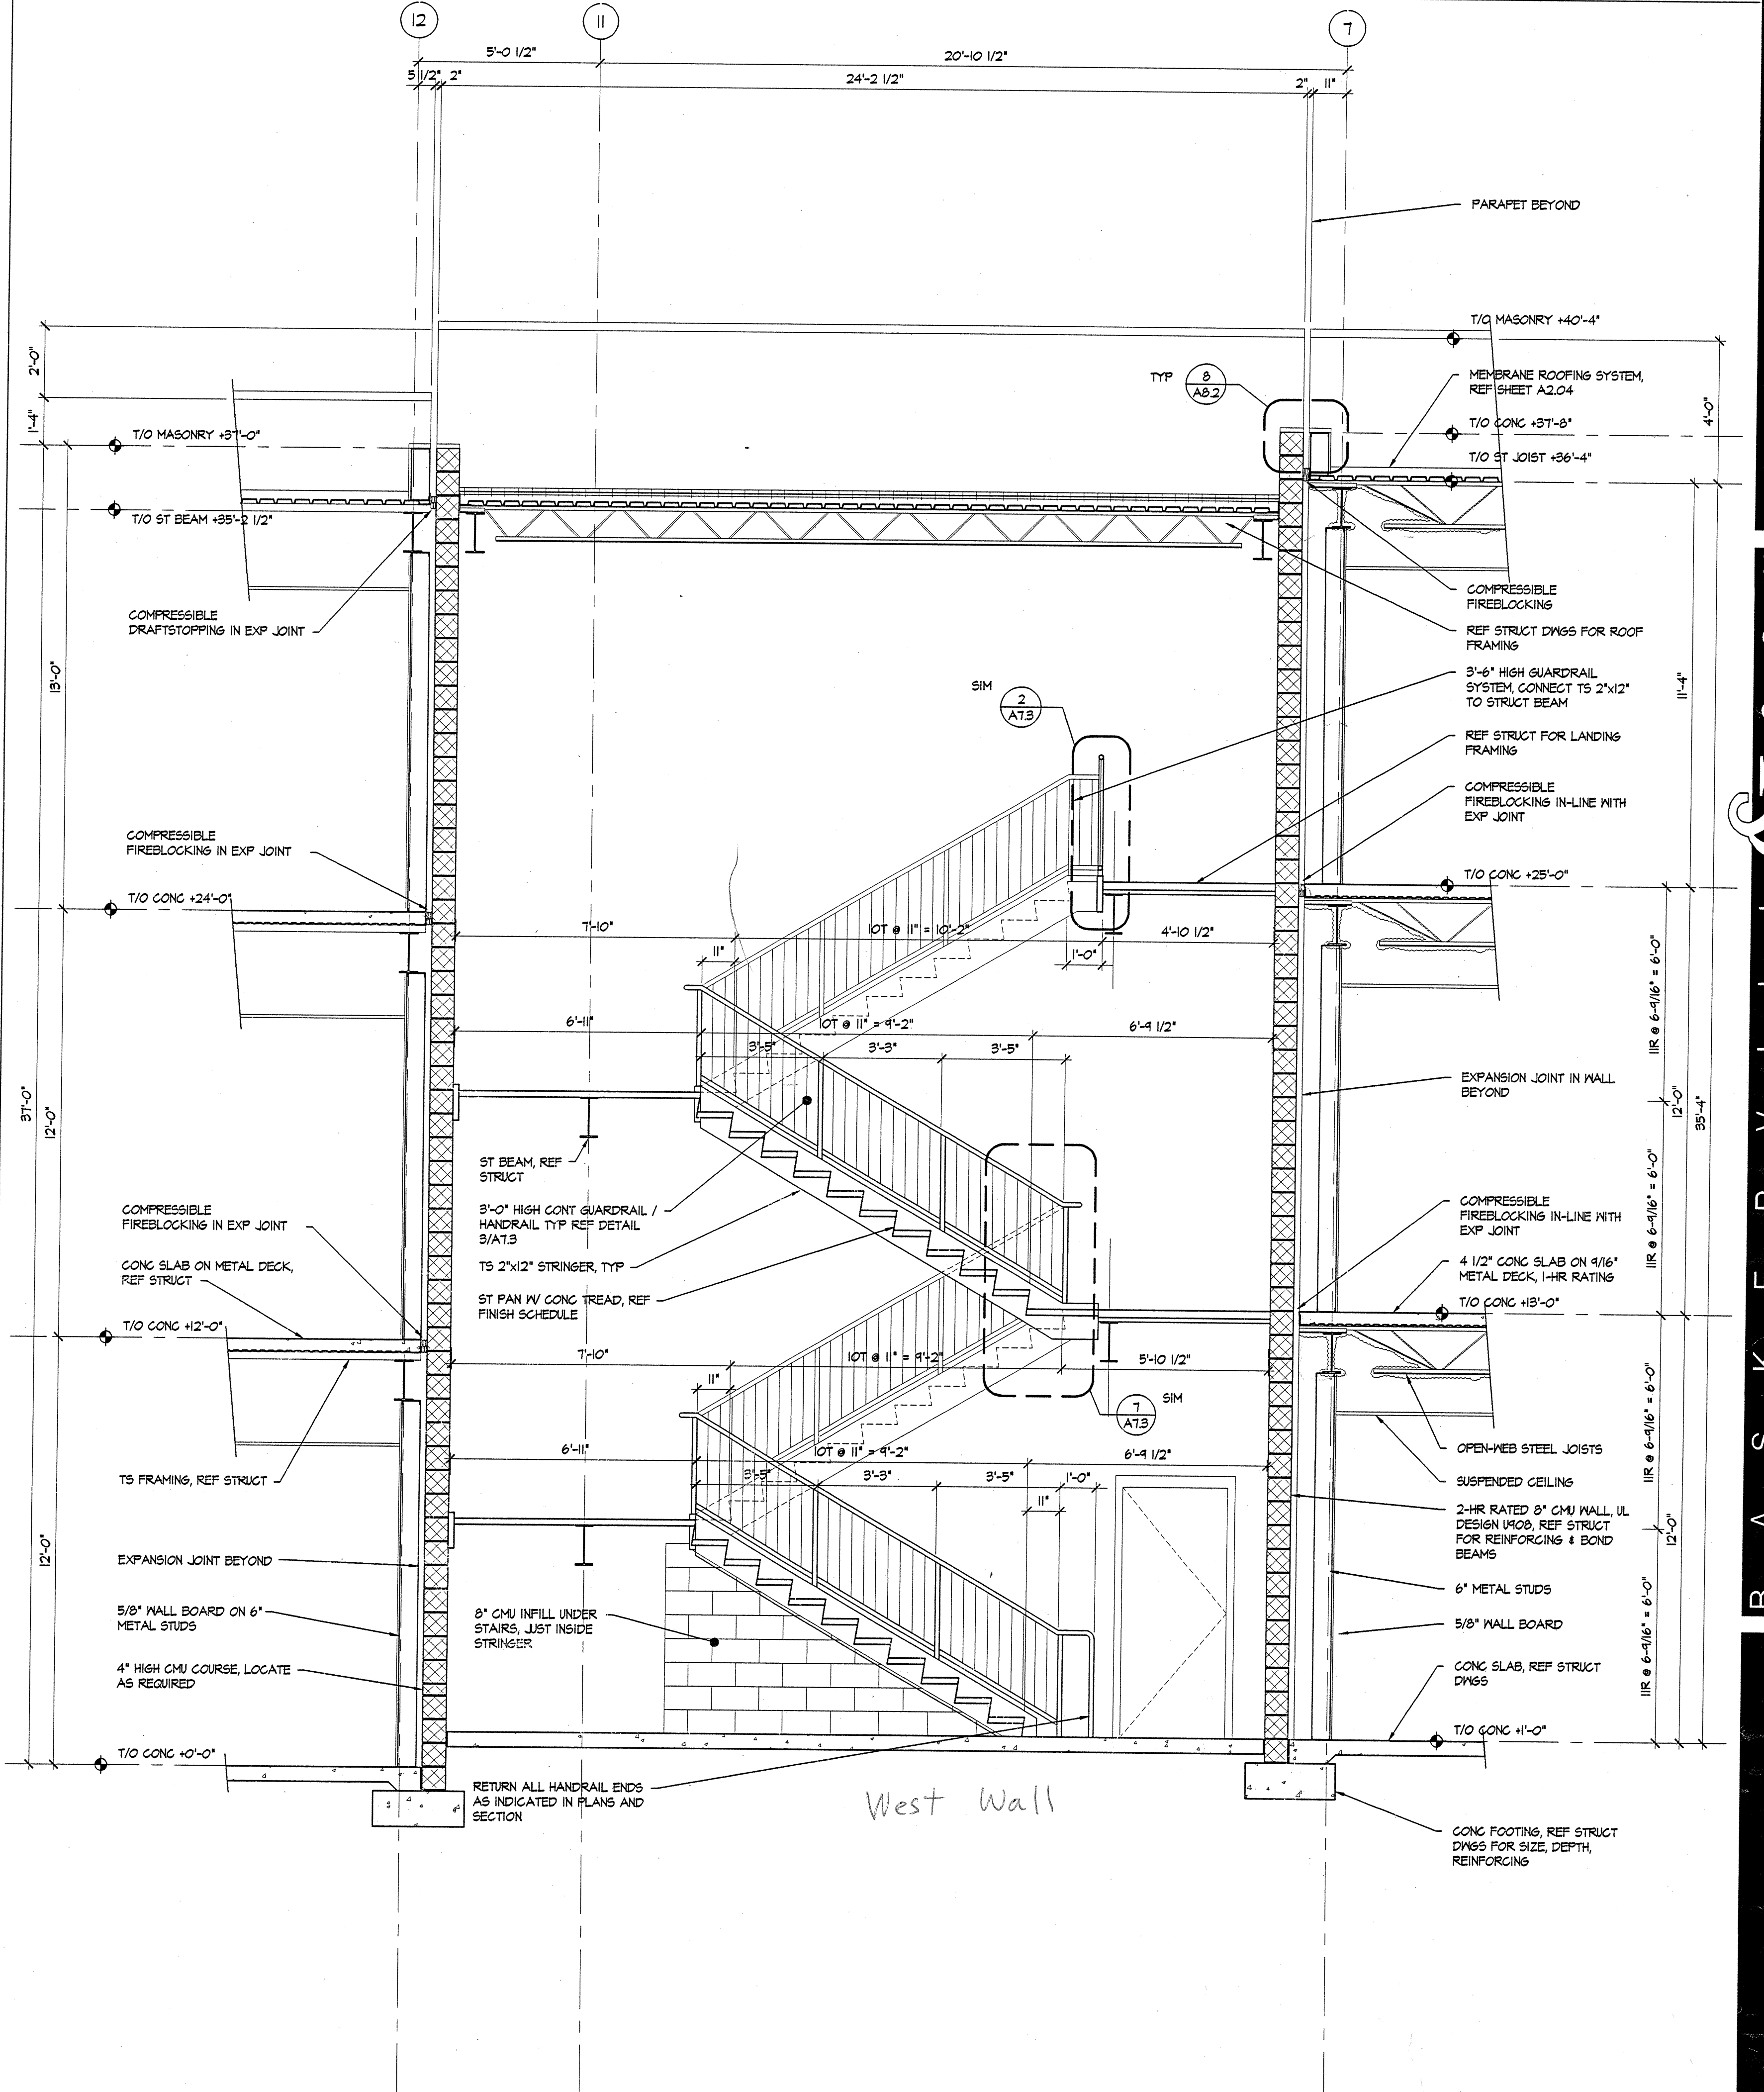 12
11
7
5'-0 1/2"
20'-10 1/2"
5 1/2"
2"
24'-2 1/2"
2"
11"
PARAPET BEYOND
T/O MASONRY +40'-4"
2'-0"
1'-4"
TYP
8
A8.2
MEMBRANE ROOFING SYSTEM,
REF SHEET A2.04
4'-0"
T/O MASONRY +37'-0"
T/O CONC +37'-8"
T/O ST JOIST +36'-4"
T/O ST BEAM +35'-2 1/2"
COMPRESSIBLE
DRAFTSTOPPING IN EXP JOINT
COMPRESSIBLE
FIREBLOCKING
REF STRUCT DWGS FOR ROOF
FRAMING
13'-0"
SIM
2
A7.3
3'-6" HIGH GUARDRAIL
SYSTEM, CONNECT TS 2"x12"
TO STRUCT BEAM
11'-4"
REF STRUCT FOR LANDING
FRAMING
COMPRESSIBLE
FIREBLOCKING IN-LINE WITH
EXP JOINT
COMPRESSIBLE
FIREBLOCKING IN EXP JOINT
T/O CONC +24'-0"
T/O CONC +25'-0"
7'-10"
10T @ 11" = 10'-2"
4'-10 1/2"
11"
1'-0"
11R @ 6-9/16" = 6'-0"
6'-11"
10T @ 11" = 9'-2"
6'-9 1/2"
3'-5"
3'-3"
3'-5"
EXPANSION JOINT IN WALL
BEYOND
37'-0"
12'-0"
12'-0"
35'-4"
ST BEAM, REF
STRUCT
3'-0" HIGH CONT GUARDRAIL /
HANDRAIL TYP REF DETAIL
3/A7.3
TS 2"x12" STRINGER, TYP
ST PAN W/ CONC TREAD, REF
FINISH SCHEDULE
11R @ 6-9/16" = 6'-0"
COMPRESSIBLE
FIREBLOCKING IN EXP JOINT
CONC SLAB ON METAL DECK,
REF STRUCT
COMPRESSIBLE
FIREBLOCKING IN-LINE WITH
EXP JOINT
4 1/2" CONC SLAB ON 9/16"
METAL DECK, 1-HR RATING
T/O CONC +12'-0"
T/O CONC +13'-0"
7'-10"
10T @ 11" = 9'-2"
5'-10 1/2"
11"
7
A7.3
SIM
11R @ 6-9/16" = 6'-0"
6'-11"
10T @ 11" = 9'-2"
6'-9 1/2"
3'-5"
3'-3"
3'-5"
1'-0"
11"
TS FRAMING, REF STRUCT
OPEN-WEB STEEL JOISTS
SUSPENDED CEILING
2-HR RATED 8" CMU WALL, UL
DESIGN U908, REF STRUCT
FOR REINFORCING & BOND
BEAMS
12'-0"
12'-0"
EXPANSION JOINT BEYOND
6" METAL STUDS
5/8" WALL BOARD ON 6"
METAL STUDS
8" CMU INFILL UNDER
STAIRS, JUST INSIDE
STRINGER
5/8" WALL BOARD
11R @ 6-9/16" = 6'-0"
4" HIGH CMU COURSE, LOCATE
AS REQUIRED
CONC SLAB, REF STRUCT
DWGS
T/O CONC +0'-0"
T/O CONC +1'-0"
RETURN ALL HANDRAIL ENDS
AS INDICATED IN PLANS AND
SECTION
West Wall
CONC FOOTING, REF STRUCT
DWGS FOR SIZE, DEPTH,
REINFORCING